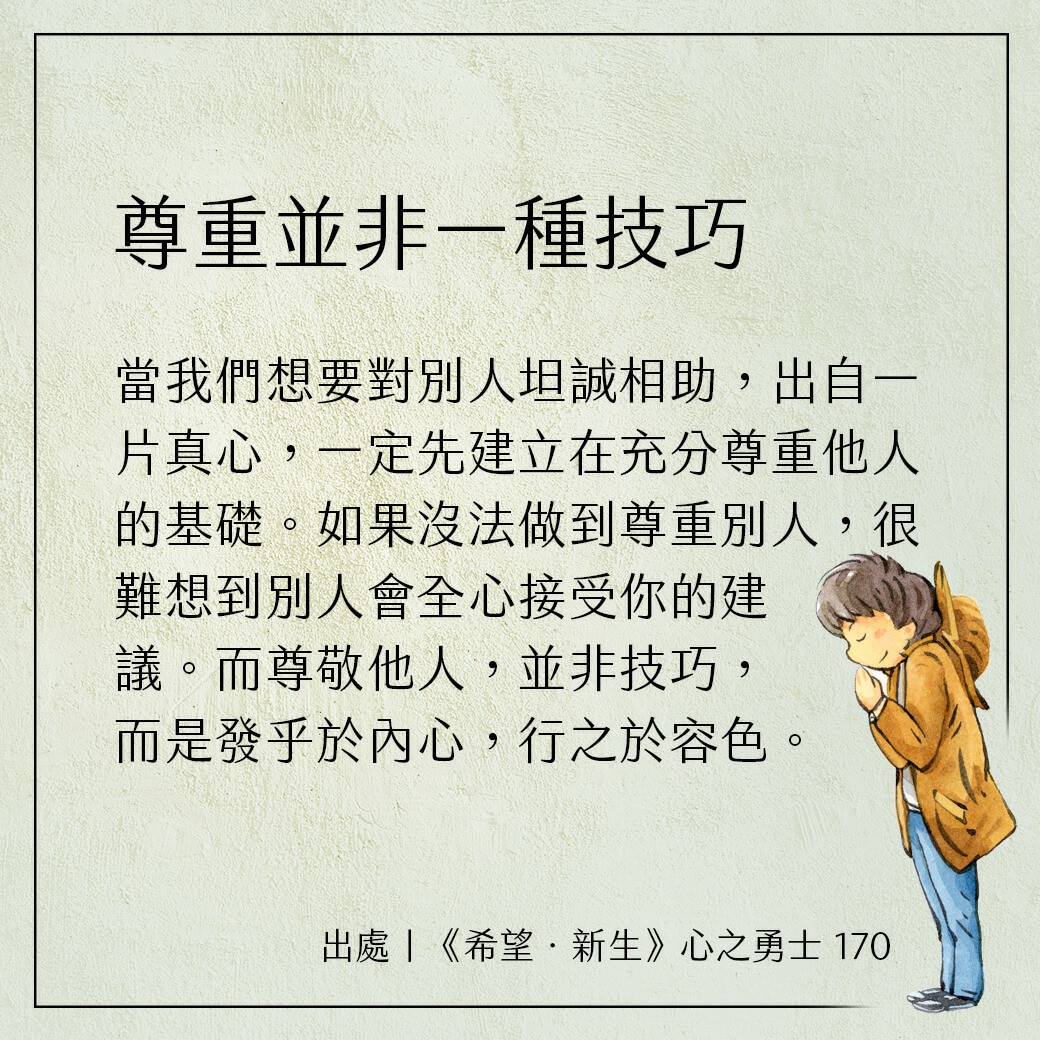 尊重並非一種技巧
當我們想要對別人坦誠相助，出自一
片真心，一定先建立在充分尊重他人
的基礎。如果沒法做到尊重別人，很
難想到別人會全心接受你的建
議。而尊敬他人，並非技巧，
而是發乎於內心，行之於容色。
出處｜《希望．新生》心之勇士 170